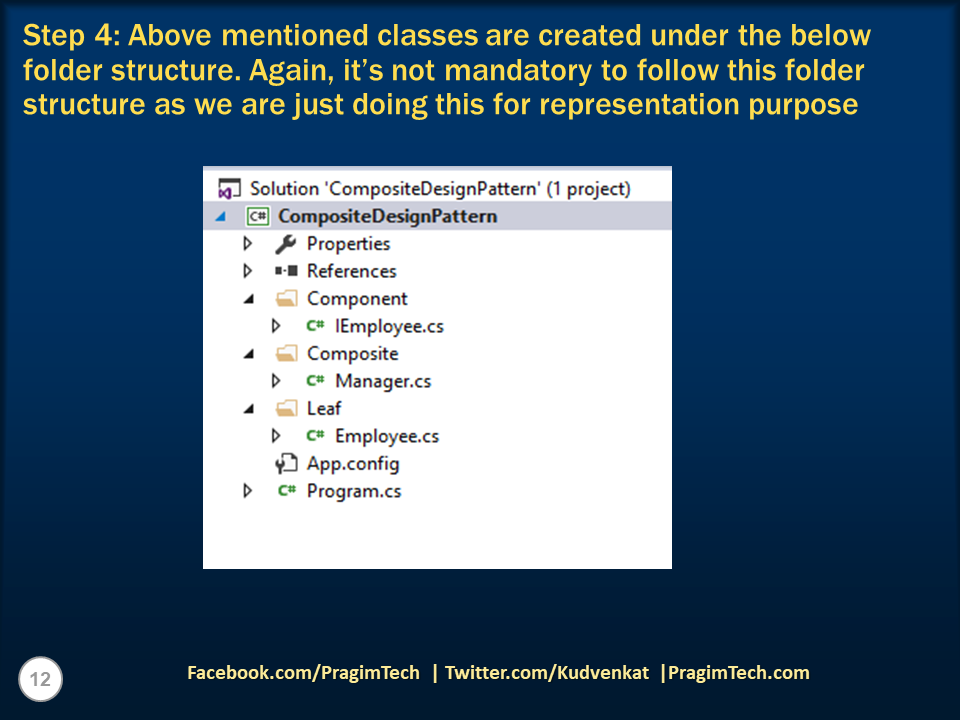 Step 4: Above mentioned classes are created under the below
folder structure. Again, it’s not mandatory to follow this folder
structure as we are just doing this for representation purpose
Solution 'CompositeDesignPattern' (1 project)
C# CompositeDesignPattern
Properties
References
Component
C# IEmployee.cs
Composite
C# Manager.cs
Leaf
C# Employee.cs
App.config
C# Program.cs
12
Facebook.com/PragimTech | Twitter.com/Kudvenkat |PragimTech.com